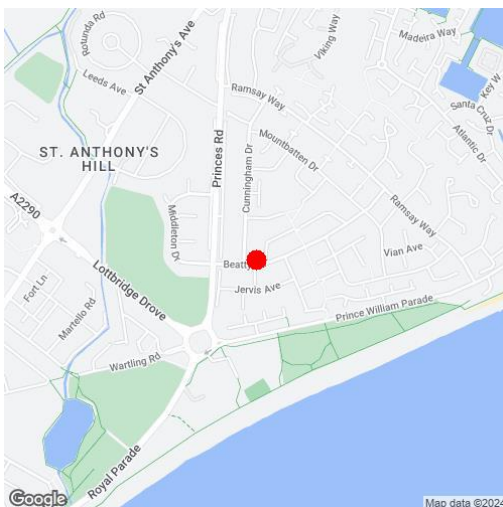 Rotunda Rd
Leeds Ave
St Anthony's Ave
Viking Way
Madeira Way
Key W
Santa Cruz Dr
Atlantic Dr
Ramsay Way
Mountbatten Dr
ST. ANTHONY'S
HILL
Princes Rd
Cunningham Dr
A2290
Middleton Dr
Ramsay Way
Vian Ave
Beatty
Fort Ln
Martello Rd
Lottbridge Drove
Jervis Ave
Prince William Parade
Wartling Rd
Royal Parade
Google
Map data ©2024